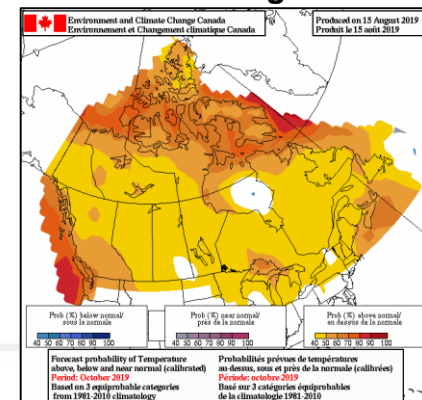 Environment and Climate Change Canada
Environnement et Changement climatique Canada
Produced on 15 August 2019
Produit le 15 août 2019
Prob (%) below normal/
sous la normale
40 50 60 70 80 90 100
Prob (%) near normal/
près de la normale
40 50 60 70 80 90 100
Prob (%) above normal/
au dessus de la normale
40 50 60 70 80 90 100
Forecast probability of Temperature
above, below and near normal (calibrated)
Period: October 2019
Based on 3 equiprobable categories
from 1981-2010 climatology
Probabilités prévues de températures
au-dessus, sous et près de la normale (calibrées)
Période: octobre 2019
Basé sur 3 catégories équiprobables
de la climatologie 1981-2010